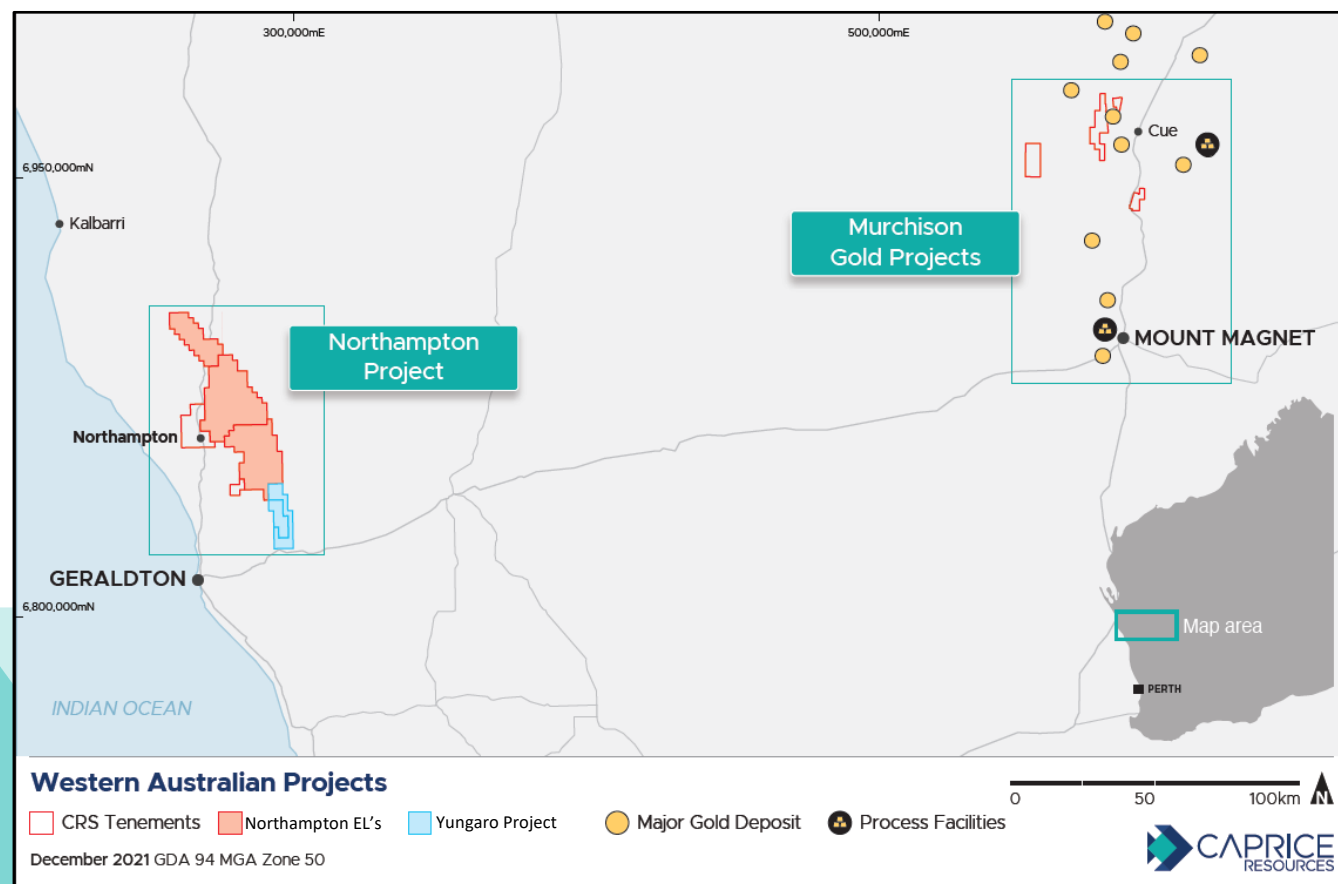 300,000mE
500,000mE
Cue
6,950,000mN
Kalbarri
Murchison
Gold Projects
Northampton
Project
MOUNT MAGNET
Northampton
GERALDTON
6,800,000mN
Map area
PERTH
INDIAN OCEAN
Western Australian Projects
0 50 100km N
CRS Tenements Northampton EL's Yungaro Project Major Gold Deposit Process Facilities
December 2021 GDA 94 MGA Zone 50
CAPRICE
RESOURCES